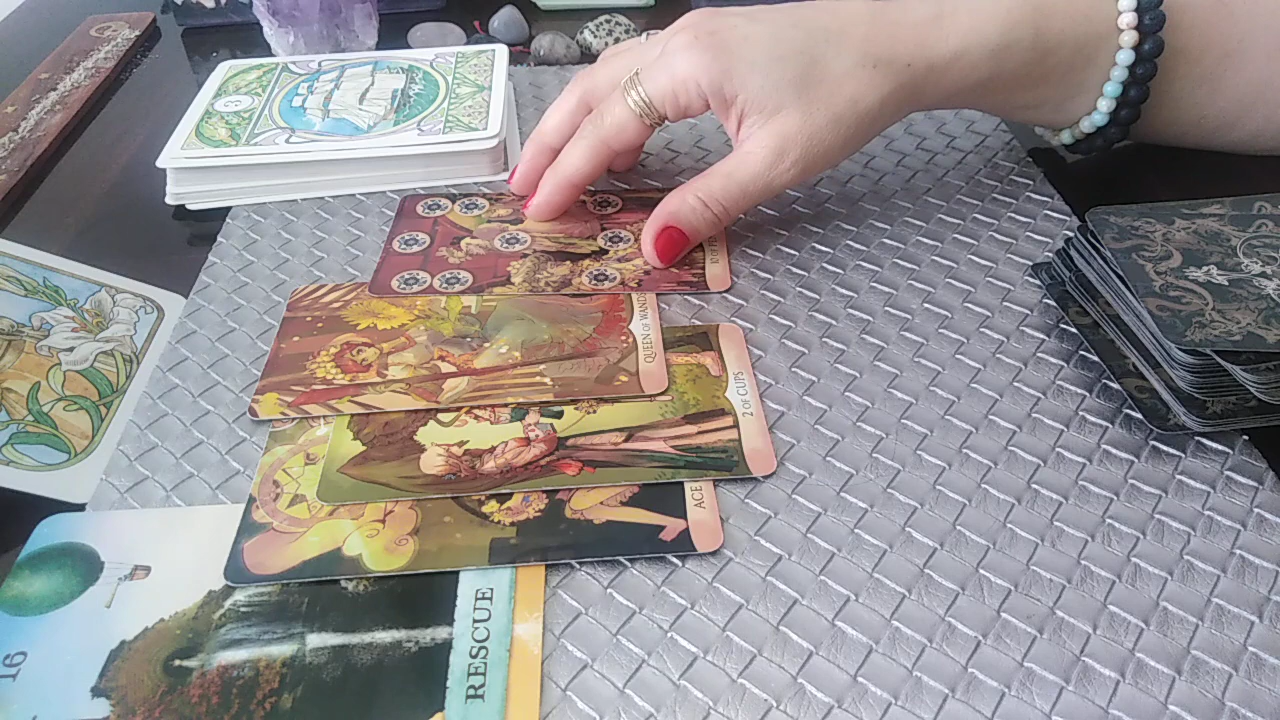 3
QUEEN OF WANDS
2 OF CUPS
ACE
16
RESCUE